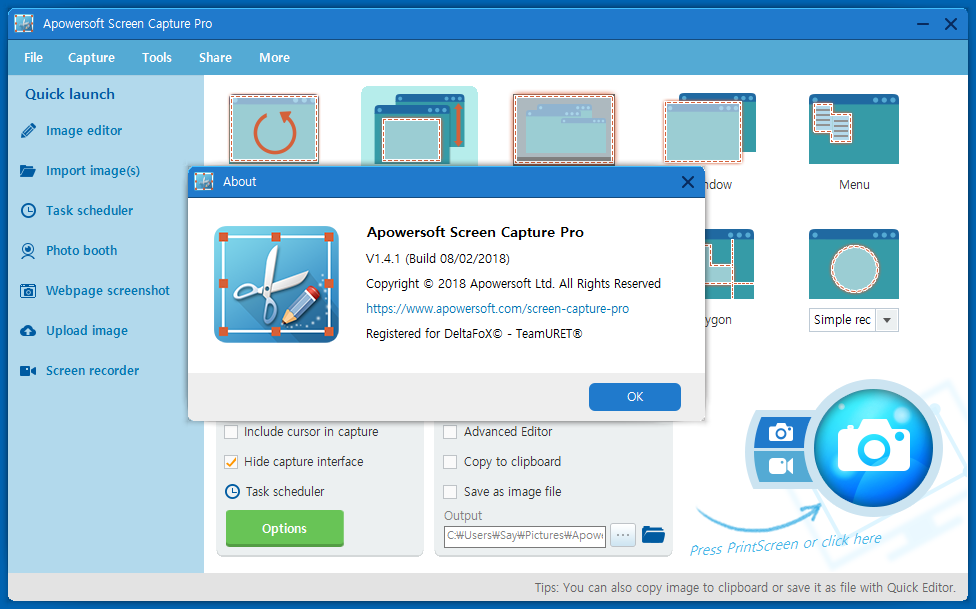 Apowersoft Screen Capture Pro
File Capture Tools Share More
Quick launch
Image editor
Import image(s)
Task scheduler
Photo booth
Webpage screenshot
Upload image
Screen recorder
Menu
Simple rec
About
Apowersoft Screen Capture Pro
V1.4.1 (Build 08/02/2018)
Copyright © 2018 Apowersoft Ltd. All Rights Reserved
https://www.apowersoft.com/screen-capture-pro
Registered for DeltaFoX© - TeamURET®
OK
Include cursor in capture
Hide capture interface
Task scheduler
Options
Advanced Editor
Copy to clipboard
Save as image file
Output
C:₩Users₩Say₩Pictures₩Apowe
...
Press PrintScreen or click here
Tips: You can also copy image to clipboard or save it as file with Quick Editor.